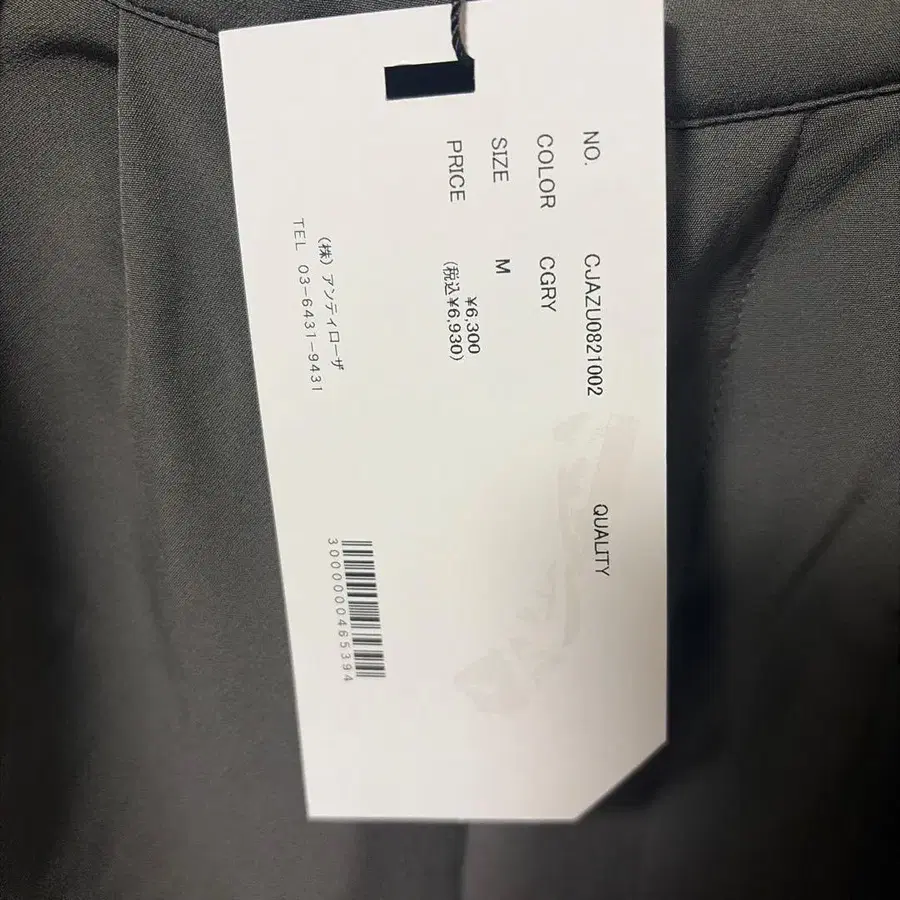 NO. CJAZU0821002
COLOR CGRY
SIZE M
PRICE ¥6,300
(税込¥6,930)
(株)アンティローザ
TEL 03-6431-9431
QUALITY
3000000465394